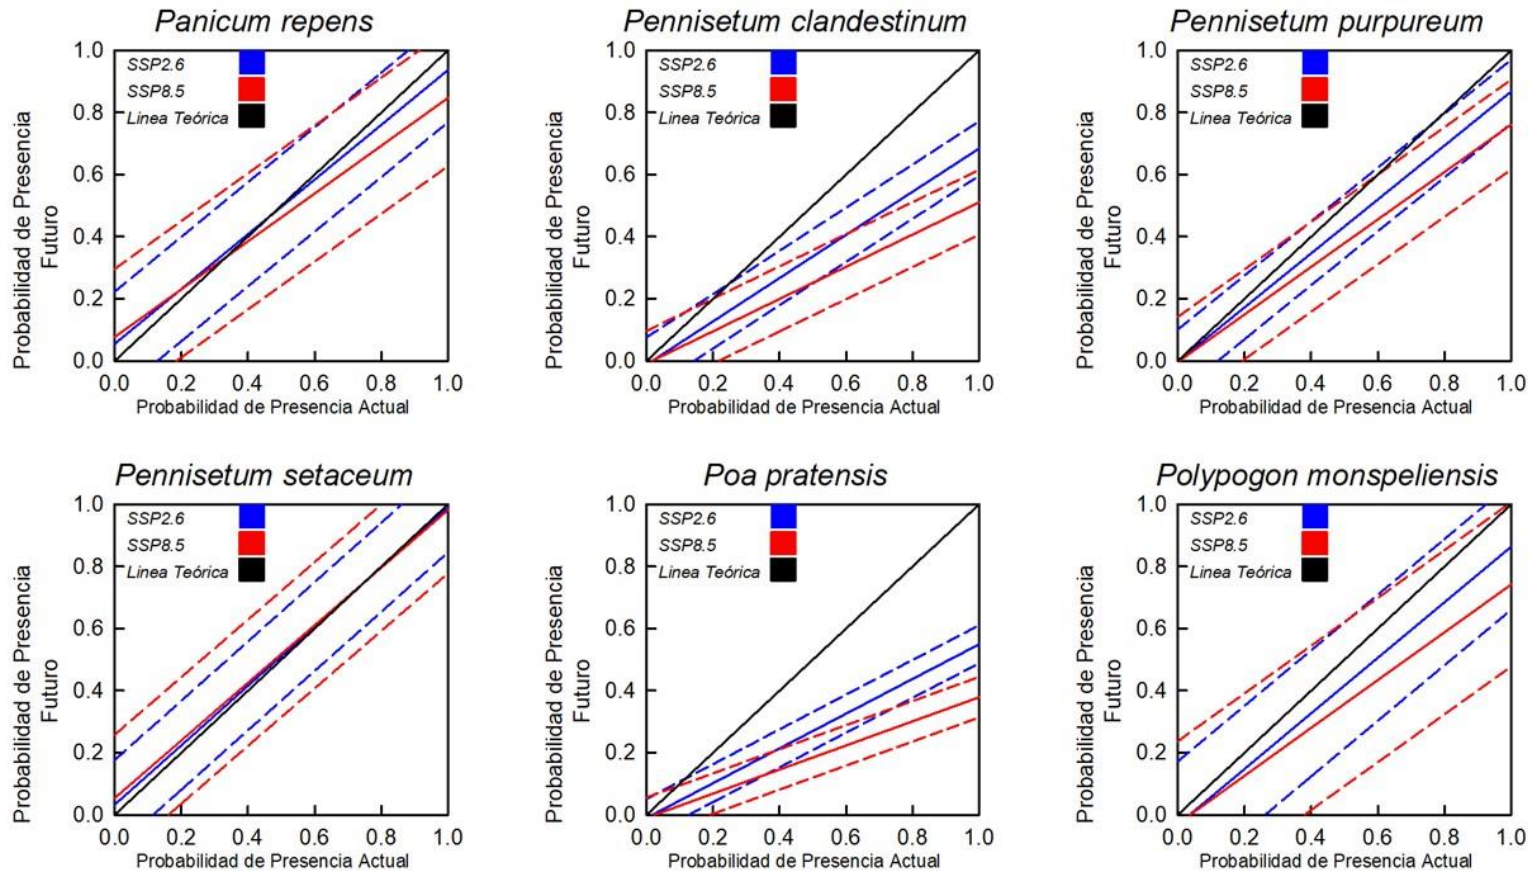 Panicum repens
1.0
0.8
0.6
0.4
0.2
0.0
SSP2.6
SSP8.5
Linea Teórica
Probabilidad de Presencia
Futuro
0.0 0.2 0.4 0.6 0.8 1.0
Probabilidad de Presencia Actual
Pennisetum clandestinum
1.0
0.8
0.6
0.4
0.2
0.0
SSP2.6
SSP8.5
Linea Teórica
Probabilidad de Presencia
Futuro
0.0 0.2 0.4 0.6 0.8 1.0
Probabilidad de Presencia Actual
Pennisetum purpureum
1.0
0.8
0.6
0.4
0.2
0.0
SSP2.6
SSP8.5
Linea Teórica
Probabilidad de Presencia
Futuro
0.0 0.2 0.4 0.6 0.8 1.0
Probabilidad de Presencia Actual
Pennisetum setaceum
1.0
0.8
0.6
0.4
0.2
0.0
SSP2.6
SSP8.5
Linea Teórica
Probabilidad de Presencia
Futuro
0.0 0.2 0.4 0.6 0.8 1.0
Probabilidad de Presencia Actual
Poa pratensis
1.0
0.8
0.6
0.4
0.2
0.0
SSP2.6
SSP8.5
Linea Teórica
Probabilidad de Presencia
Futuro
0.0 0.2 0.4 0.6 0.8 1.0
Probabilidad de Presencia Actual
Polypogon monspeliensis
1.0
0.8
0.6
0.4
0.2
0.0
SSP2.6
SSP8.5
Linea Teórica
Probabilidad de Presencia
Futuro
0.0 0.2 0.4 0.6 0.8 1.0
Probabilidad de Presencia Actual